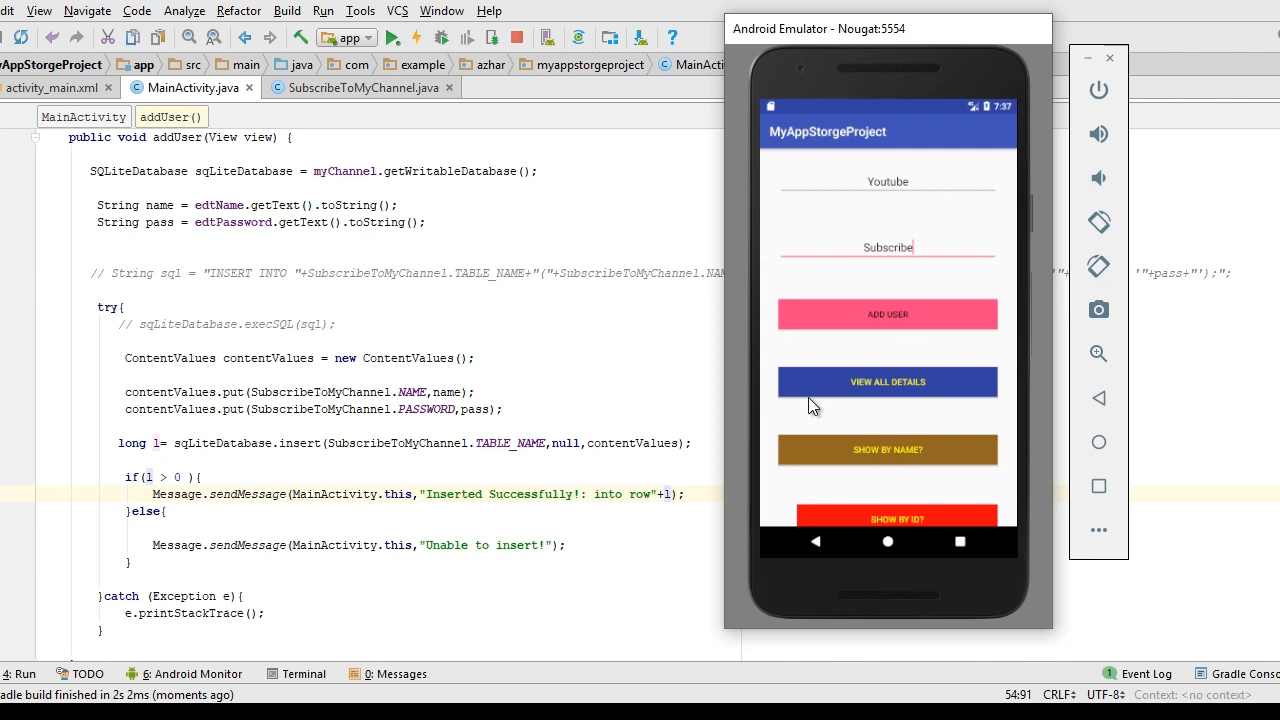 View Navigate Code Analyze Refactor Build Run Tools VCS Window Help
app
app src main java com example azhar myappstorgeproject
activity_main.xml MainActivity.java SubscribeToMyChannel.java
MainActivity addUser()
public void addUser(View view) {
SQLiteDatabase sqLiteDatabase = myChannel.getWritableDatabase();
String name = edtName.getText().toString();
String pass = edtPassword.getText().toString();
// String sql = "INSERT INTO "+SubscribeToMyChannel.TABLE_NAME+"("+SubscribeToMyChannel.NAM
'"+ '"+pass+"');";
try{
// sqLiteDatabase.execSQL(sql);
ContentValues contentValues = new ContentValues();
contentValues.put(SubscribeToMyChannel.NAME,name);
contentValues.put(SubscribeToMyChannel.PASSWORD,pass);
long l= sqLiteDatabase.insert(SubscribeToMyChannel.TABLE_NAME,null,contentValues);
if(l > 0 ){
Message.sendMessage(MainActivity.this,"Inserted Successfully!: into row"+l);
}else{
Message.sendMessage(MainActivity.this,"Unable to insert!");
}
}catch (Exception e){
e.printStackTrace();
}
Android Emulator - Nougat:5554
7:37
MyAppStorgeProject
Youtube
Subscribe
ADD USER
VIEW ALL DETAILS
SHOW BY NAME?
SHOW BY ID?
4: Run TODO 6: Android Monitor Terminal 0: Messages 1 Event Log Gradle Conso
adle build finished in 2s 2ms (moments ago) 54:91 CRLF UTF-8 Context: <no context>